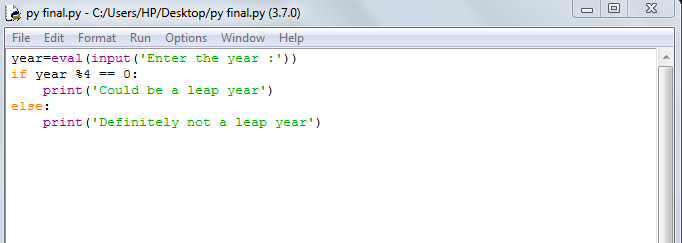 py final.py - C:/Users/HP/Desktop/py final.py (3.7.0)
File Edit Format Run Options Window Help
year=eval(input('Enter the year :'))
if year %4 == 0:
    print('Could be a leap year')
else:
    print('Definitely not a leap year')